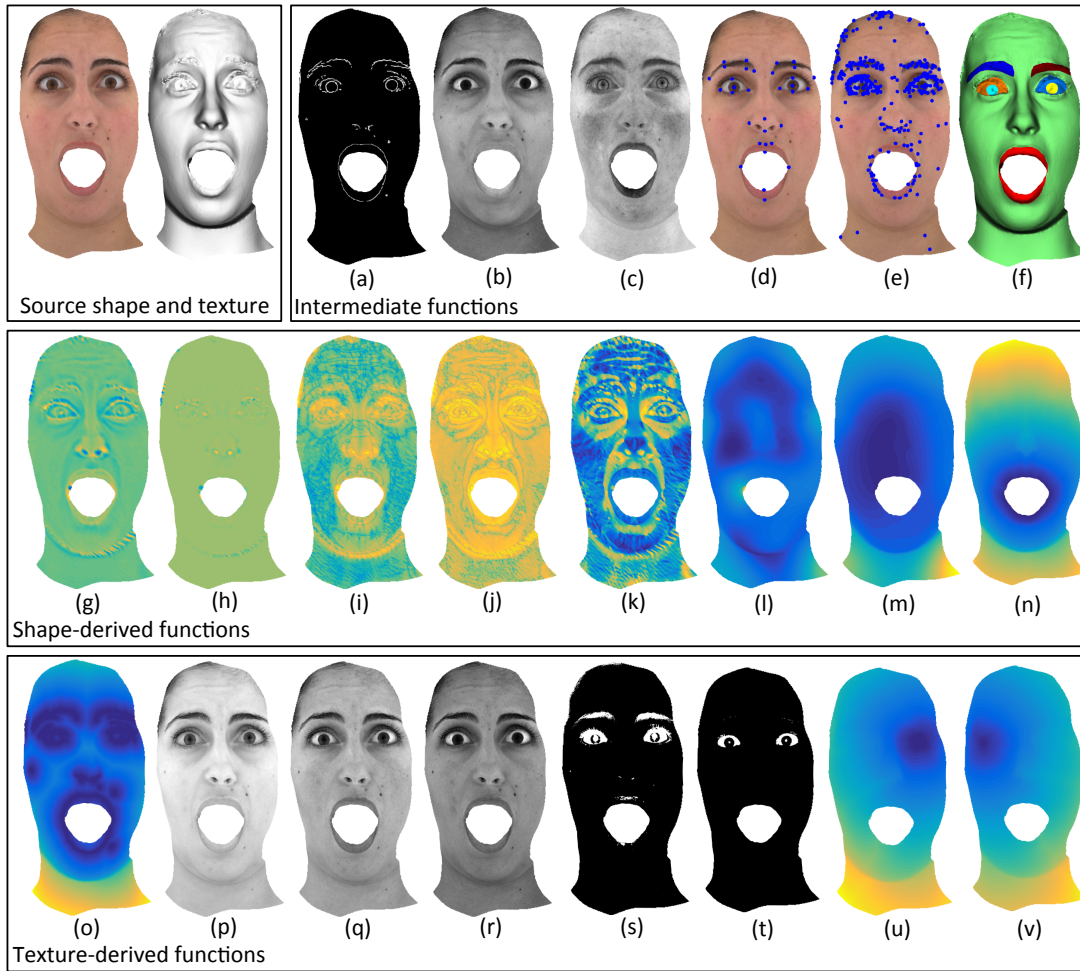 (a) (b) (c) (d) (e) (f)
Source shape and texture
Intermediate functions
(g) (h) (i) (j) (k) (l) (m) (n)
Shape-derived functions
(o) (p) (q) (r) (s) (t) (u) (v)
Texture-derived functions